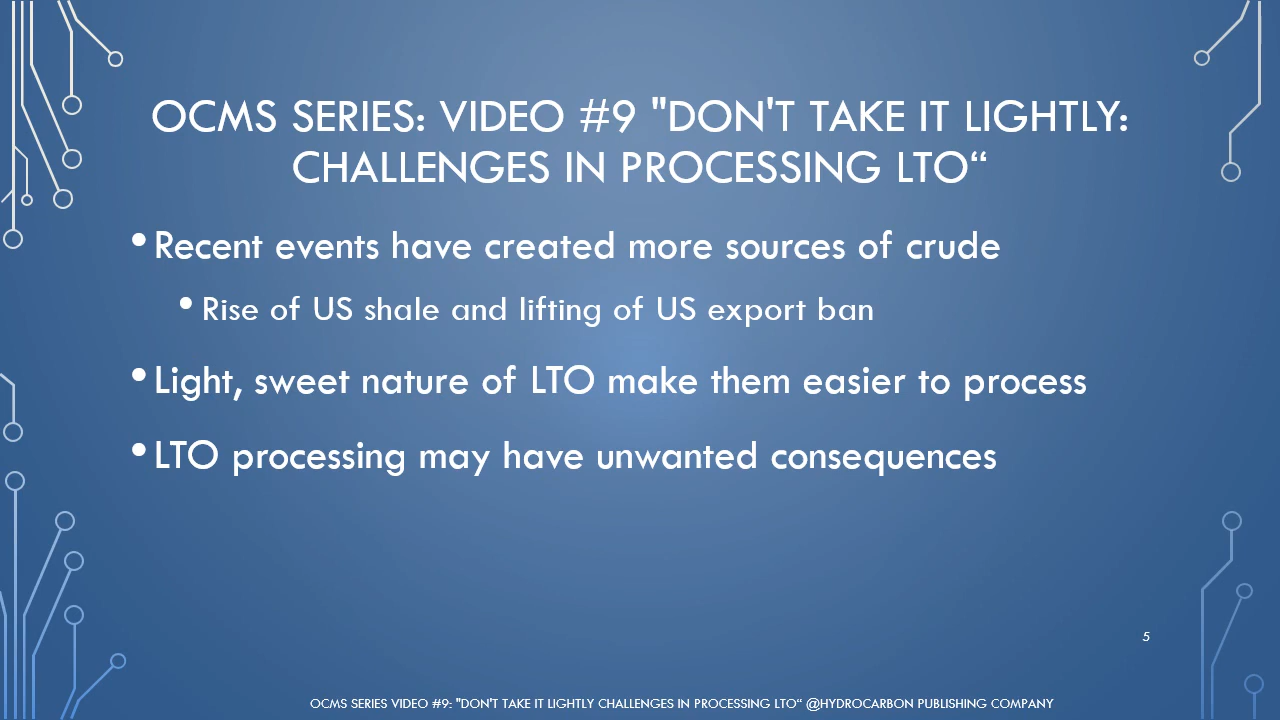 OCMS SERIES: VIDEO #9 "DON'T TAKE IT LIGHTLY:
CHALLENGES IN PROCESSING LTO“
• Recent events have created more sources of crude
• Rise of US shale and lifting of US export ban
• Light, sweet nature of LTO make them easier to process
• LTO processing may have unwanted consequences
5
OCMS SERIES VIDEO #9: "DON'T TAKE IT LIGHTLY CHALLENGES IN PROCESSING LTO“ @HYDROCARBON PUBLISHING COMPANY